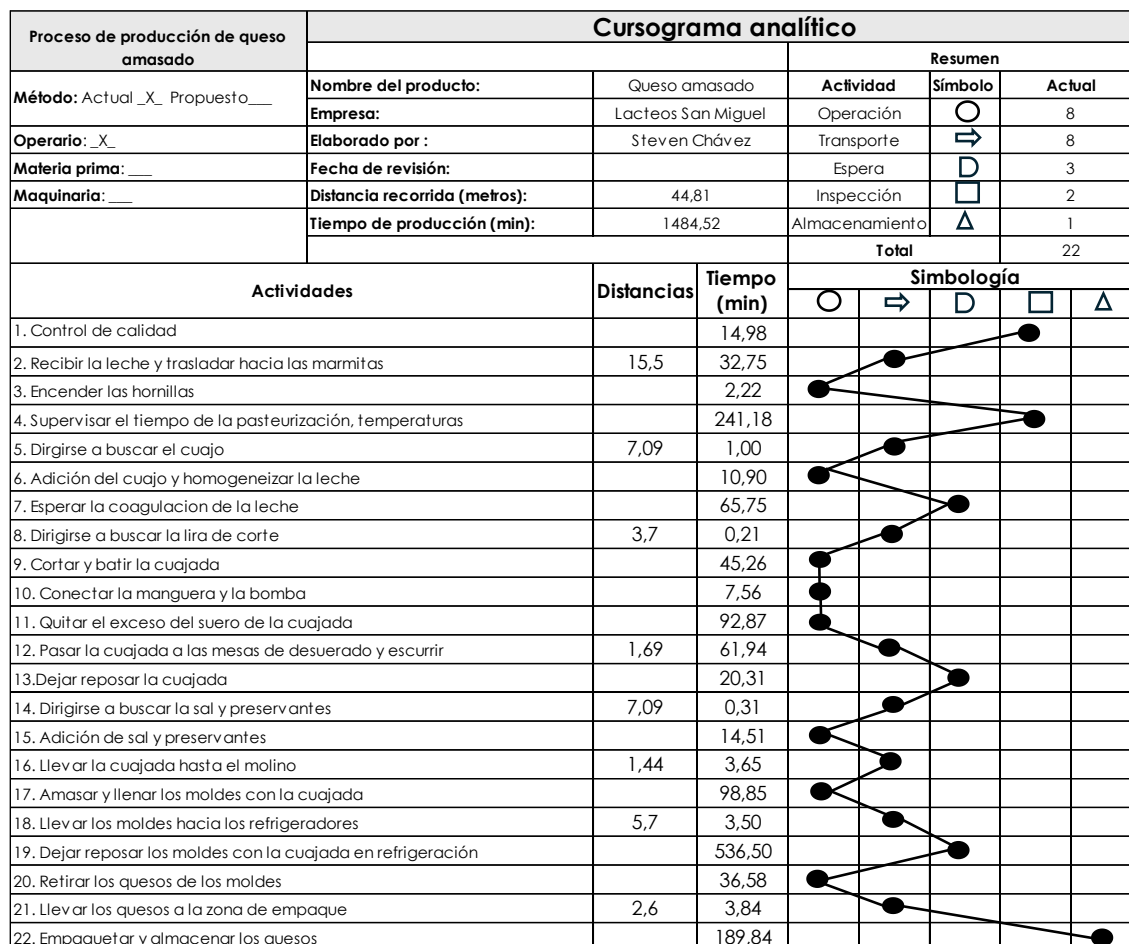 Proceso de producción de queso amasado
Cursograma analítico
Resumen
Método: Actual _X_ Propuesto___
Nombre del producto: Queso amasado Actividad Símbolo Actual
Empresa: Lacteos San Miguel Operación 8
Operario: _X_ Elaborado por : Steven Chávez Transporte 8
Materia prima: ___ Fecha de revisión: Espera 3
Maquinaria: ___ Distancia recorrida (metros): 44,81 Inspección 2
Tiempo de producción (min): 1484,52 Almacenamiento 1
Total 22
Actividades Distancias Tiempo (min) Simbología
1. Control de calidad 14,98
2. Recibir la leche y trasladar hacia las marmitas 15,5 32,75
3. Encender las hornillas 2,22
4. Supervisar el tiempo de la pasteurización, temperaturas 241,18
5. Dirgirse a buscar el cuajo 7,09 1,00
6. Adición del cuajo y homogeneizar la leche 10,90
7. Esperar la coagulacion de la leche 65,75
8. Dirigirse a buscar la lira de corte 3,7 0,21
9. Cortar y batir la cuajada 45,26
10. Conectar la manguera y la bomba 7,56
11. Quitar el exceso del suero de la cuajada 92,87
12. Pasar la cuajada a las mesas de desuerado y escurrir 1,69 61,94
13.Dejar reposar la cuajada 20,31
14. Dirigirse a buscar la sal y preservantes 7,09 0,31
15. Adición de sal y preservantes 14,51
16. Llevar la cuajada hasta el molino 1,44 3,65
17. Amasar y llenar los moldes con la cuajada 98,85
18. Llevar los moldes hacia los refrigeradores 5,7 3,50
19. Dejar reposar los moldes con la cuajada en refrigeración 536,50
20. Retirar los quesos de los moldes 36,58
21. Llevar los quesos a la zona de empaque 2,6 3,84
22. Empaquetar y almacenar los quesos 189,84